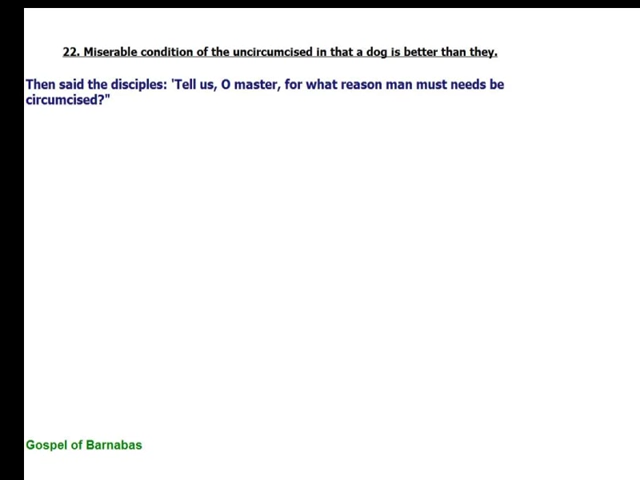 22. Miserable condition of the uncircumcised in that a dog is better than they.
Then said the disciples: 'Tell us, O master, for what reason man must needs be
circumcised?"
Gospel of Barnabas